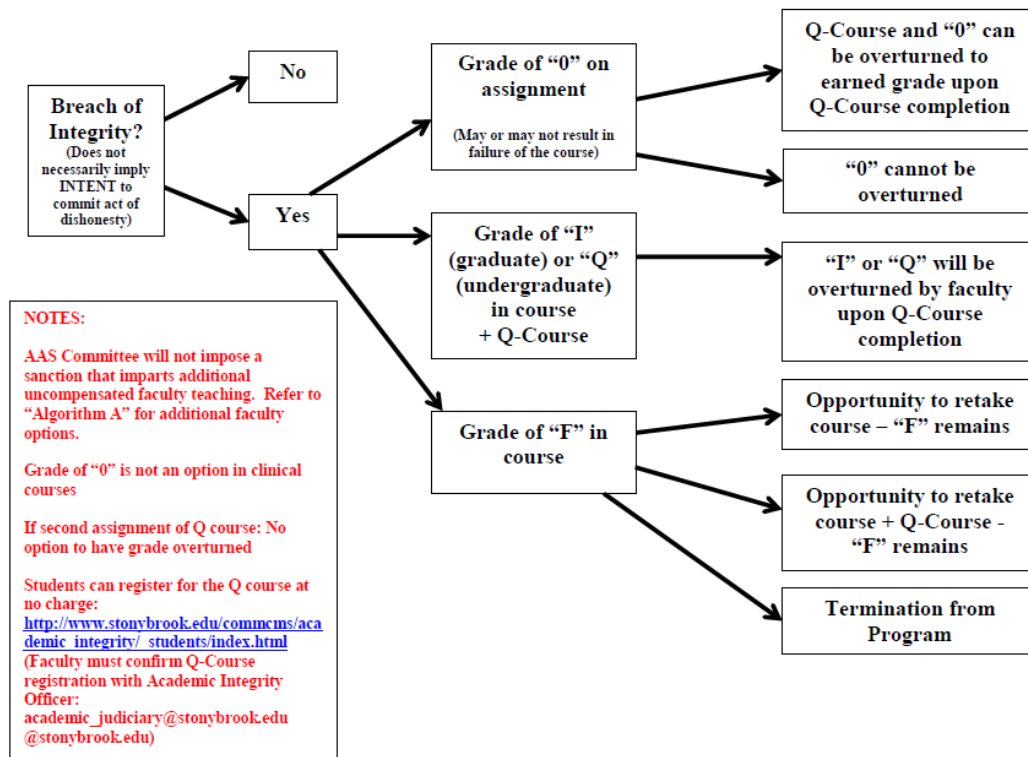 Breach of
Integrity?
(Does not
necessarily imply
INTENT to
commit act of
dishonesty)
No
Yes
Grade of “0” on
assignment
(May or may not result in
failure of the course)
Grade of “I”
(graduate) or “Q”
(undergraduate)
in course
+ Q-Course
Grade of “F” in
course
Q-Course and “0” can
be overturned to
earned grade upon
Q-Course completion
“0” cannot be
overturned
“I” or “Q” will be
overturned by faculty
upon Q-Course
completion
Opportunity to retake
course – “F” remains
Opportunity to retake
course + Q-Course -
“F” remains
Termination from
Program
NOTES:
AAS Committee will not impose a
sanction that imparts additional
uncompensated faculty teaching.  Refer to
“Algorithm A” for additional faculty
options.
Grade of “0” is not an option in clinical
courses
If second assignment of Q course: No
option to have grade overturned
Students can register for the Q course at
no charge:
http://www.stonybrook.edu/commcms/aca
demic_integrity/_students/index.html
(Faculty must confirm Q-Course
registration with Academic Integrity
Officer:
academic_judiciary@stonybrook.edu
@stonybrook.edu)